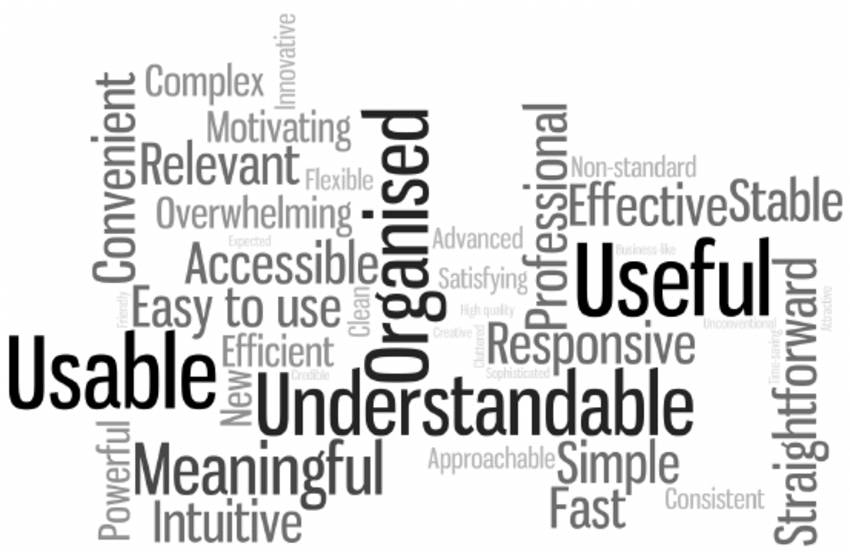 Innovative
Complex
Convenient
Motivating
Organised
Professional
Relevant
Flexible
Non-standard
Effective
Stable
Overwhelming
Expected
Advanced
Business-like
Useful
Accessible
Satisfying
Straightforward
Attractive
Friendly
Easy to use
Clean
High quality
Unconventional
Creative
Cluttered
Responsive
Time-saving
Usable
Efficient
Credible
Sophisticated
New
Understandable
Powerful
Meaningful
Approachable
Simple
Intuitive
Fast
Consistent